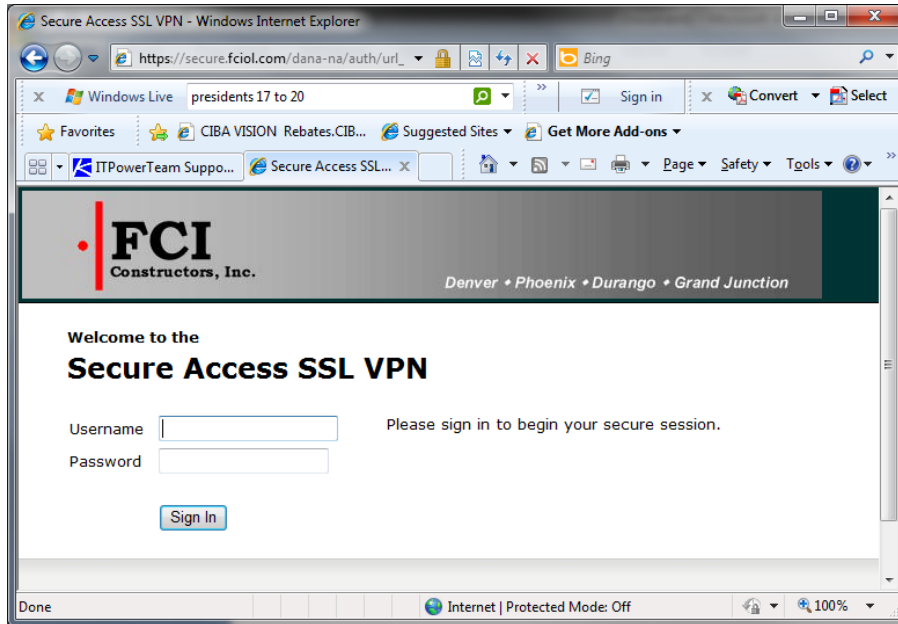 Secure Access SSL VPN - Windows Internet Explorer
https://secure.fciol.com/dana-na/auth/url_
Bing
x Windows Live presidents 17 to 20 >> Sign in x Convert Select
Favorites CIBA VISION Rebates.CIB... Suggested Sites Get More Add-ons
ITPowerTeam Suppo... Secure Access SSL... X Page Safety Tools >>
FCI
Constructors, Inc.
Denver • Phoenix • Durango • Grand Junction
Welcome to the
Secure Access SSL VPN
Username
Please sign in to begin your secure session.
Password
Sign In
Done Internet | Protected Mode: Off 100%